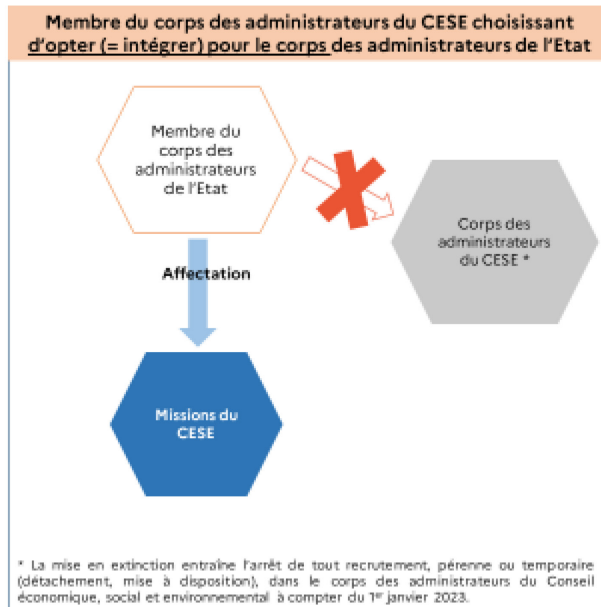 Membre du corps des administrateurs du CESE choisissant
d'opter (= intégrer) pour le corps des administrateurs de l'Etat
Membre du
corps des
administrateurs
de l'Etat
Corps des
administrateurs
du CESE *
Affectation
Missions du
CESE
* La mise en extinction entraîne l'arrêt de tout recrutement, pérenne ou temporaire
(détachement, mise à disposition), dans le corps des administrateurs du Conseil
économique, social et environnemental à compter du 1er janvier 2023.